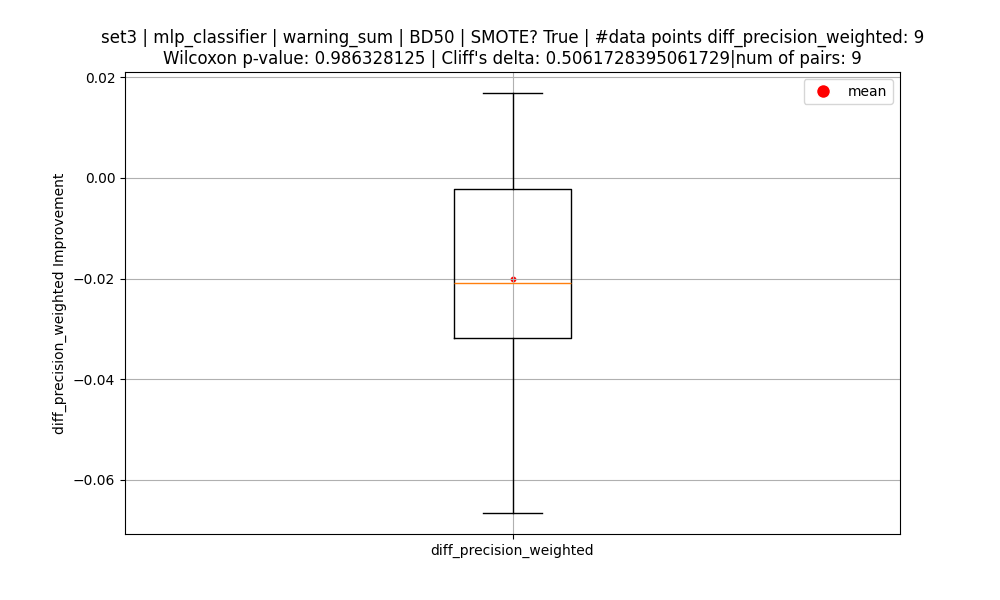 set3 | mlp_classifier | warning_sum | BD50 | SMOTE? True | #data points diff_precision_weighted: 9
Wilcoxon p-value: 0.986328125 | Cliff's delta: 0.5061728395061729|num of pairs: 9
mean
diff_precision_weighted Improvement
0.02
0.00
−0.02
−0.04
−0.06
diff_precision_weighted